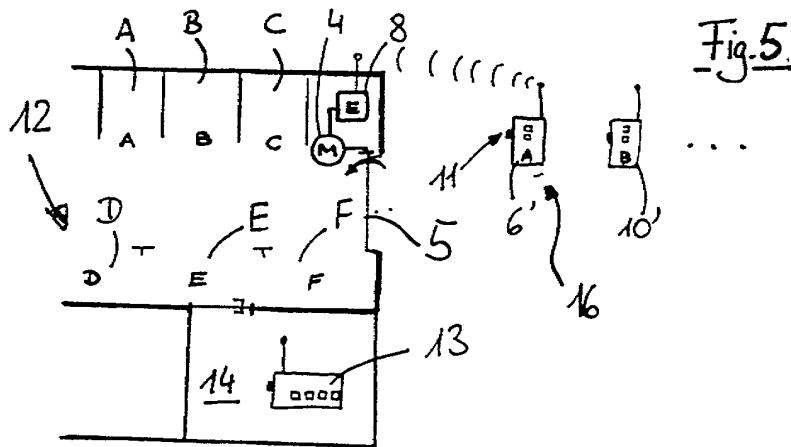 A B C 4 8
Fig. 5.
12
E
A B C
M
A B ...
11
6' 10'
D E F ...
5
D E F
16
13
14